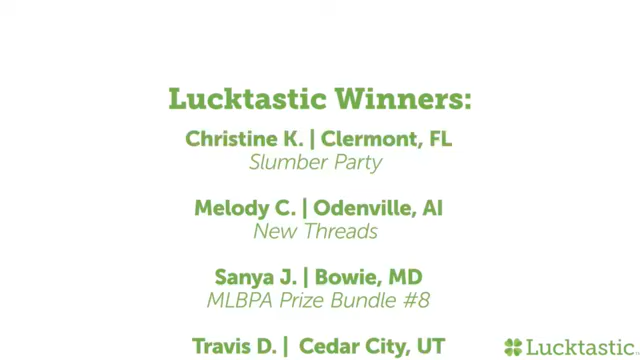 Lucktastic Winners:
Christine K. | Clermont, FL
Slumber Party
Melody C. | Odenville, AI
New Threads
Sanya J. | Bowie, MD
MLBPA Prize Bundle #8
Travis D. | Cedar City, UT
Lucktastic